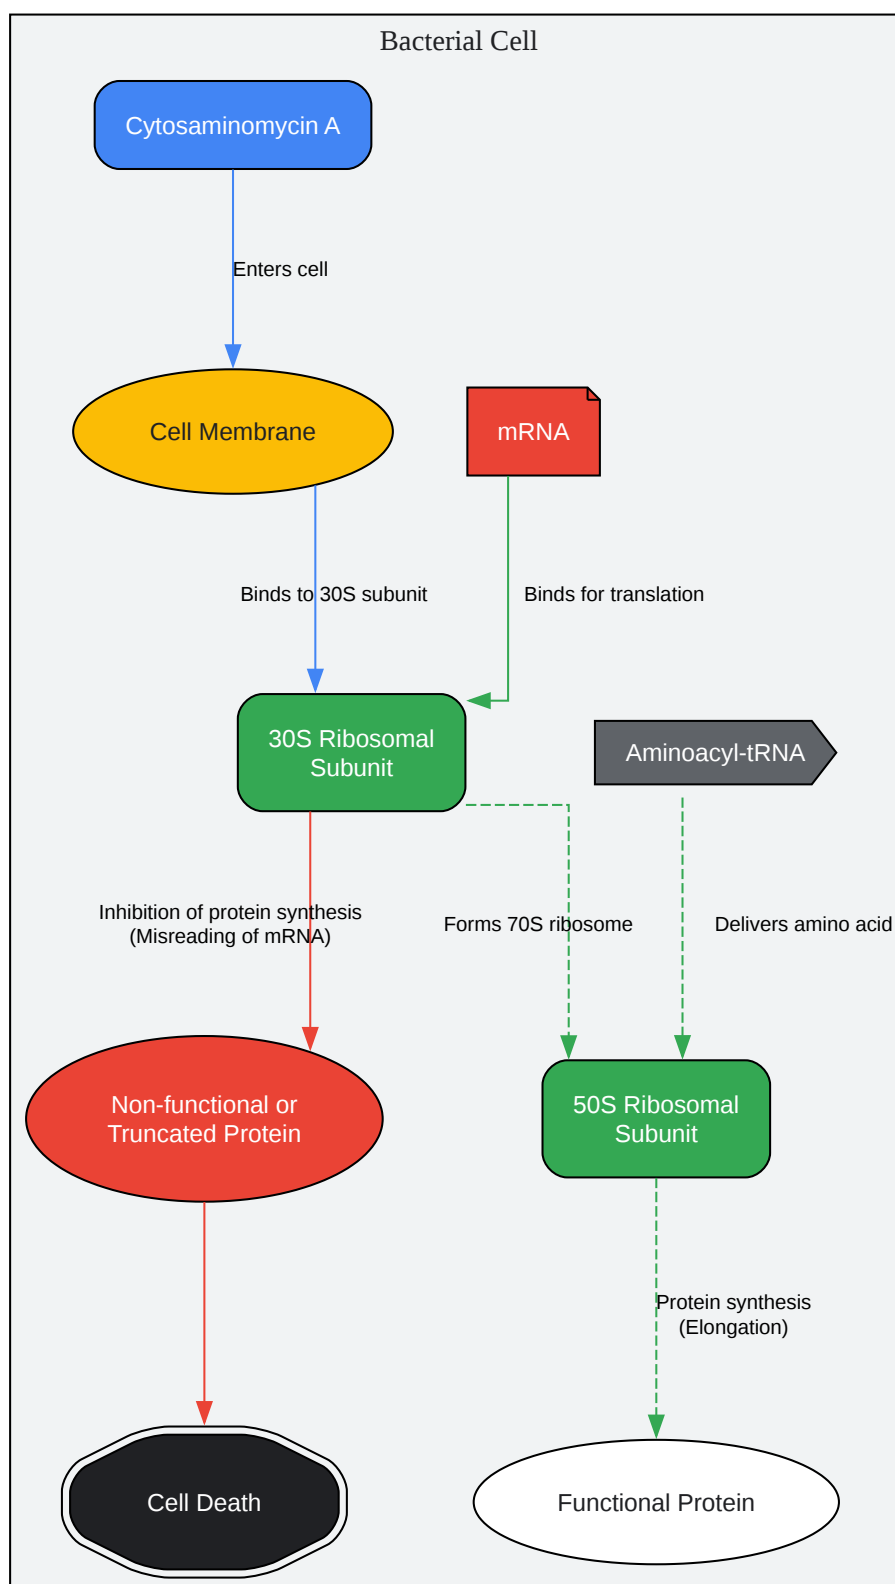 Bacterial Cell
Cytosaminomycin A
Enters cell
Cell Membrane
mRNA
Binds to 30S subunit
Binds for translation
30S Ribosomal
Subunit
Aminoacyl-tRNA
Inhibition of protein synthesis
(Misreading of mRNA)
Forms 70S ribosome
Delivers amino acid
Non-functional or
Truncated Protein
50S Ribosomal
Subunit
Protein synthesis
(Elongation)
Cell Death
Functional Protein